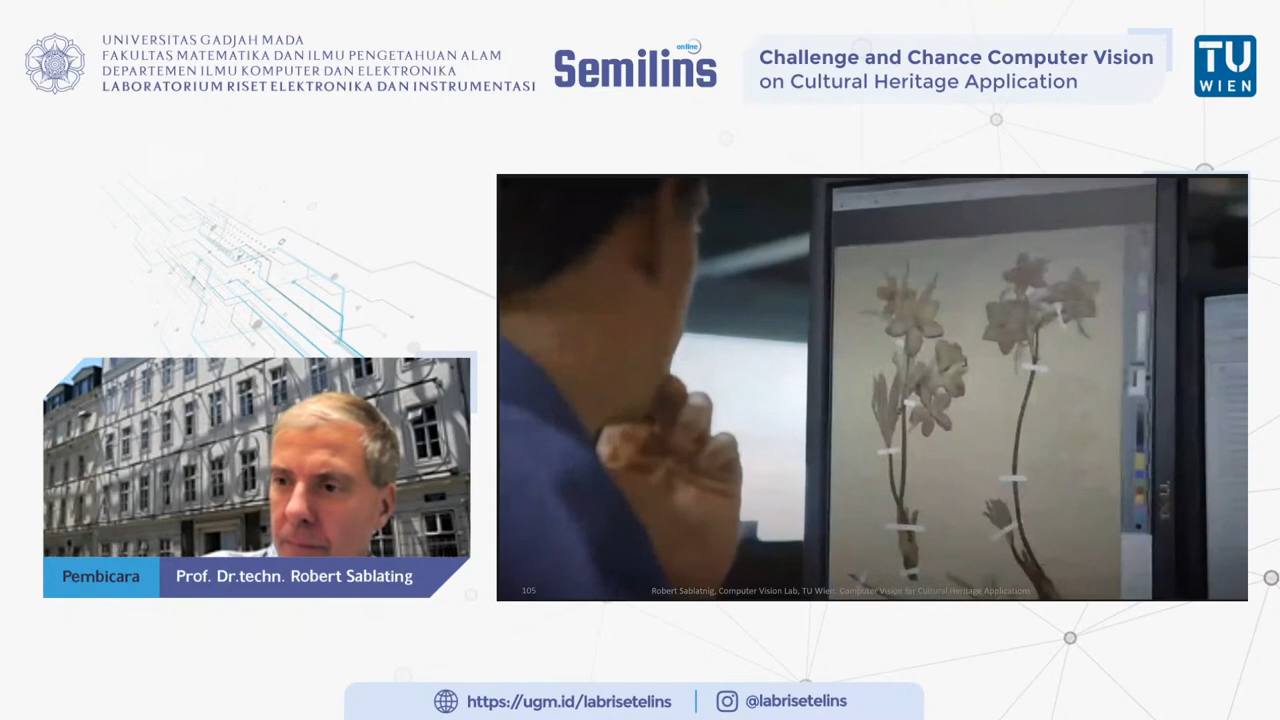 UNIVERSITAS GADJAH MADA
FAKULTAS MATEMATIKA DAN ILMU PENGETAHUAN ALAM
DEPARTEMEN ILMU KOMPUTER DAN ELEKTRONIKA
LABORATORIUM RISET ELEKTRONIKA DAN INSTRUMENTASI
online
Semilins
Challenge and Chance Computer Vision
on Cultural Heritage Application
TU
WIEN
Pembicara
Prof. Dr.techn. Robert Sablating
105
Robert Sablatnig, Computer Vision Lab, TU Wien: Computer Vision for Cultural Heritage Applications
https://ugm.id/labrisetelins
@labrisetelins